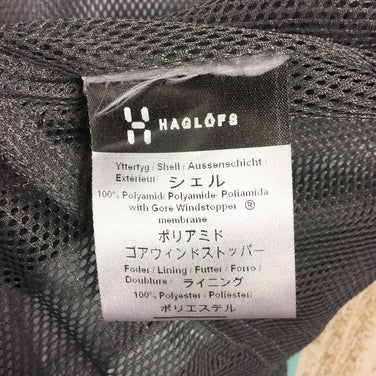 HAGLÖFS
Yttertyg / Shell / Aussenschicht /
Extérieur / シェル
100% Polyamid / Polyamide- Poliamida
with Gore Windstopper ®
membrane
ポリアミド
ゴアウィンドストッパー
Foder / Lining / Futter / Forro /
Doublure / ライニング
100% Polyester / Poliéster/
ポリエステル